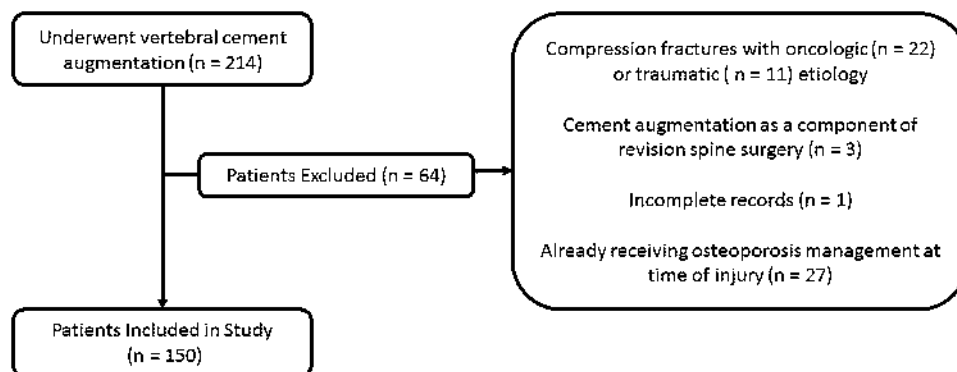 Underwent vertebral cement
augmentation (n = 214)
Compression fractures with oncologic (n = 22)
or traumatic ( n = 11) etiology
Cement augmentation as a component of
revision spine surgery (n = 3)
Patients Excluded (n = 64)
Incomplete records (n = 1)
Already receiving osteoporosis management at
time of injury (n = 27)
Patients Included in Study
(n = 150)